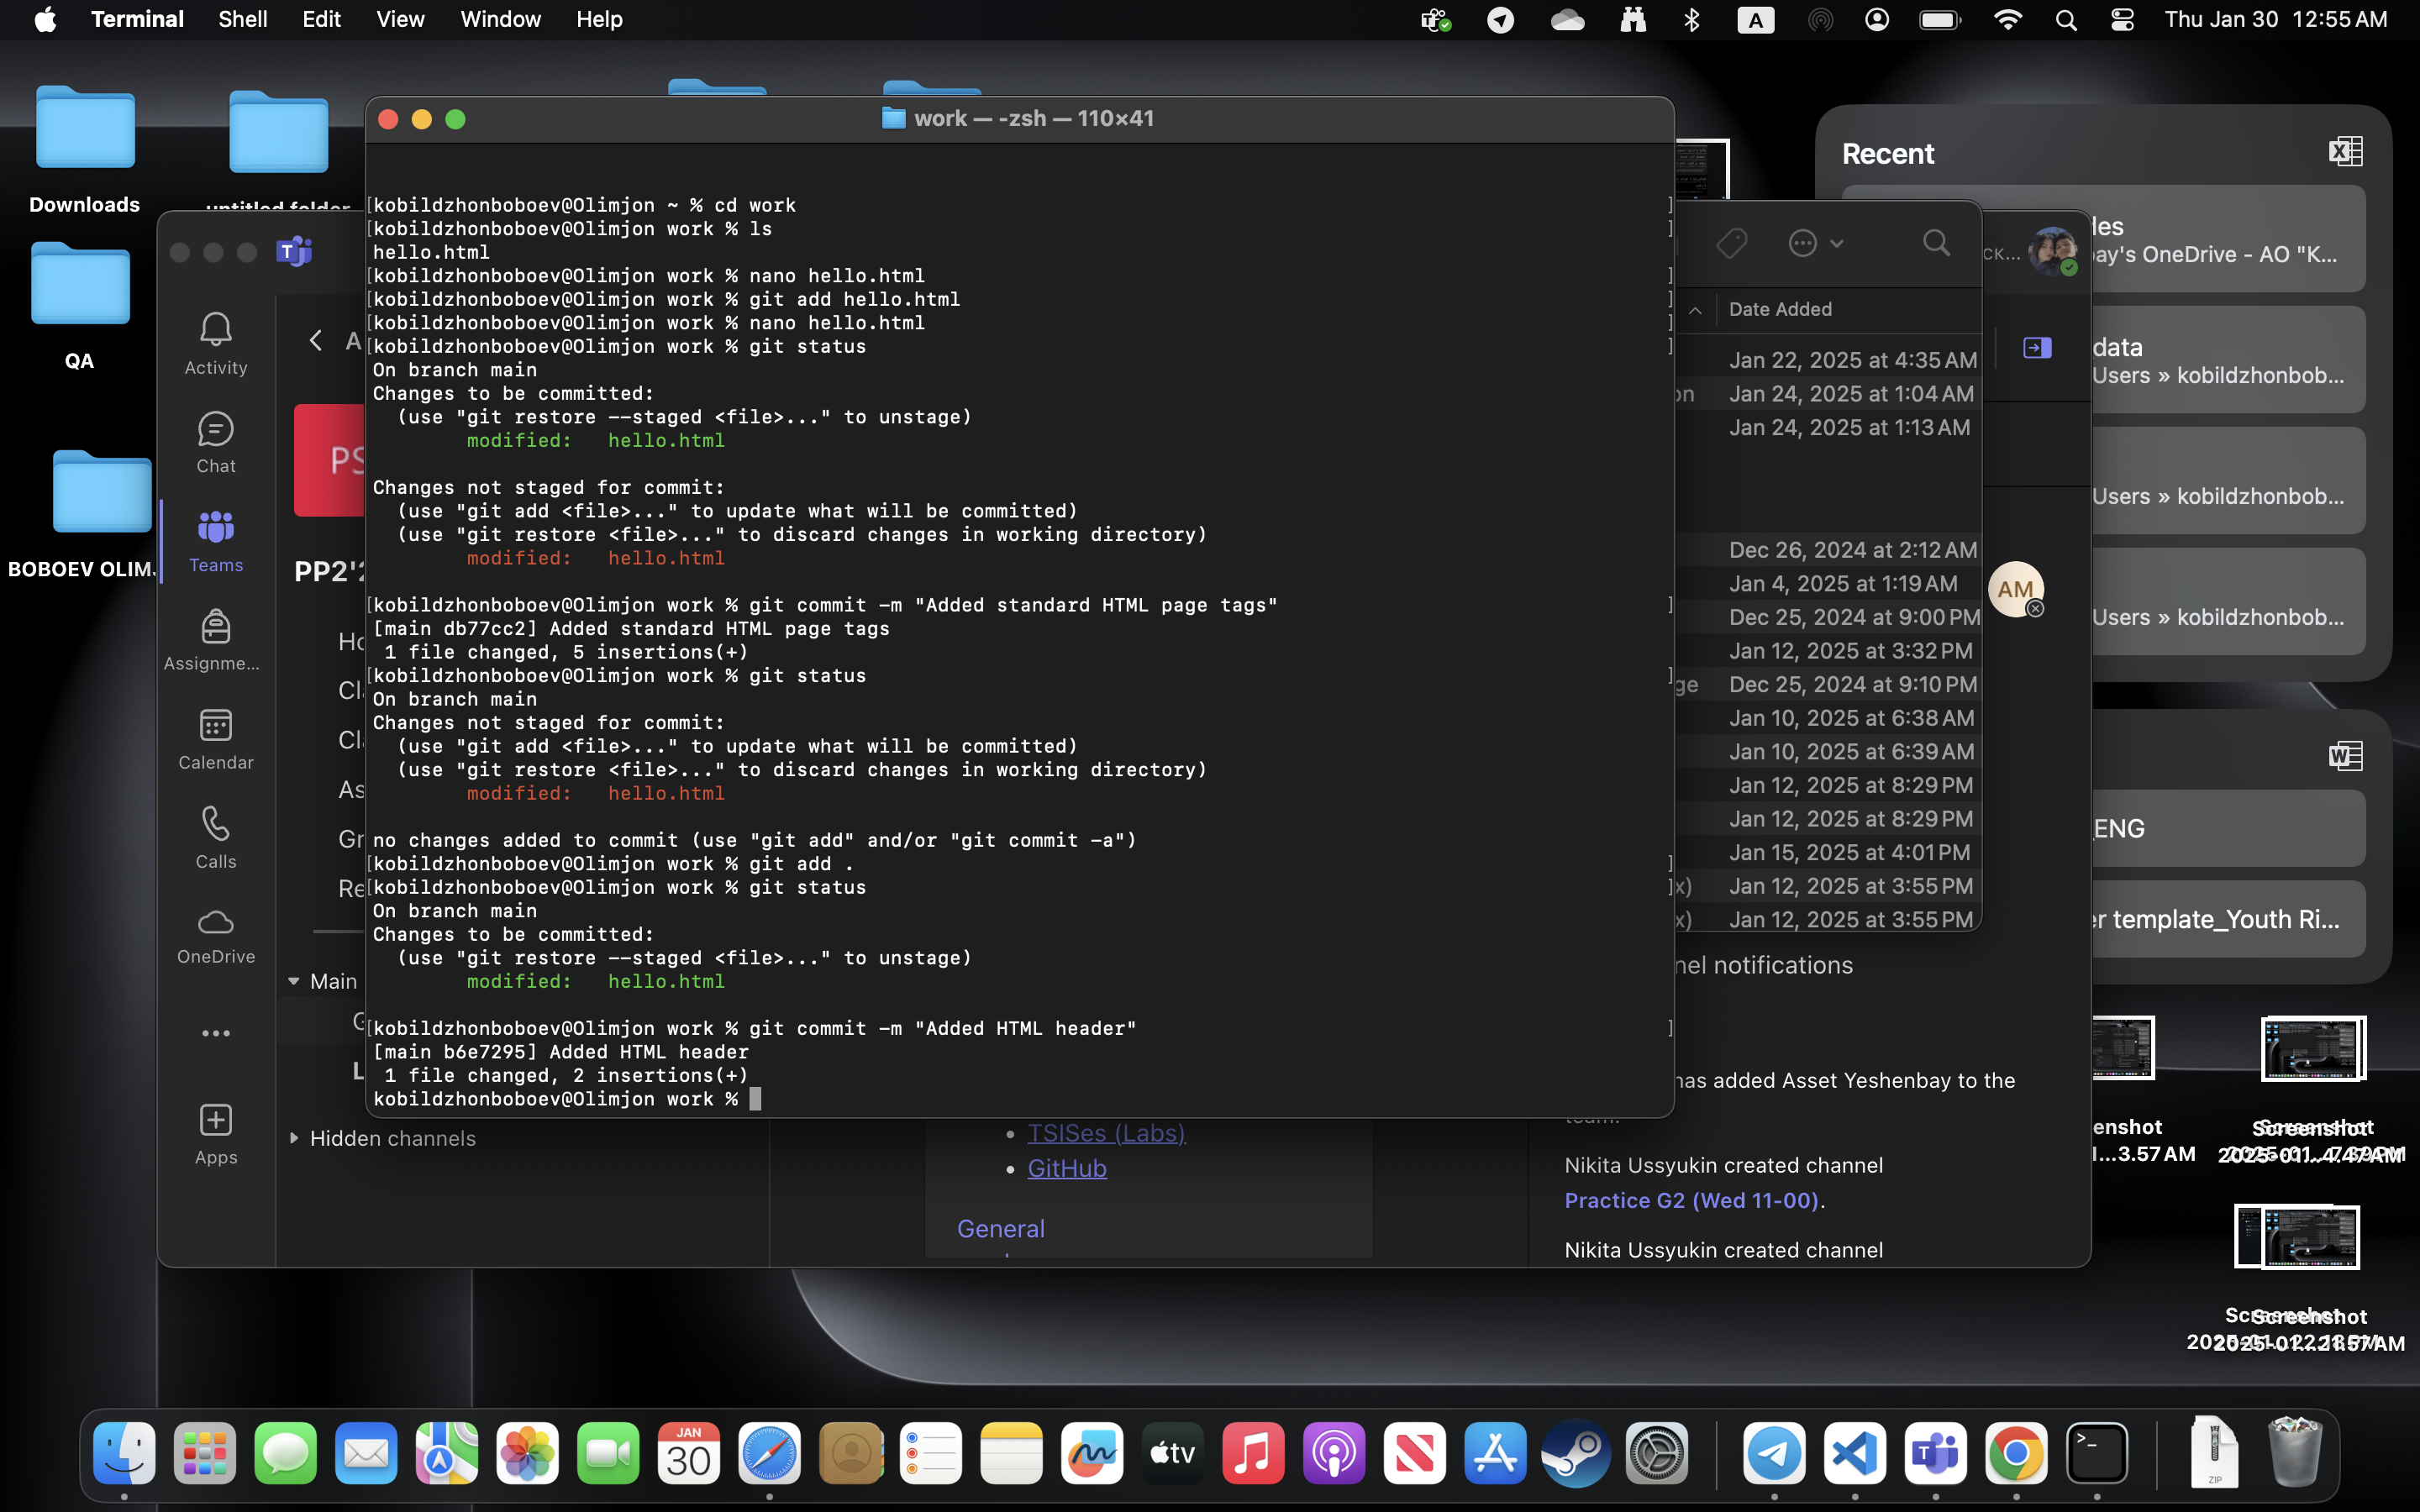 Terminal Shell Edit View Window Help
A
Thu Jan 30 12:55 AM
Downloads
QA
BOBOEV OLIM
work — -zsh — 110×41
kobildzhonboboev@Olimjon ~ % cd work
kobildzhonboboev@Olimjon work % ls
hello.html
kobildzhonboboev@Olimjon work % nano hello.html
kobildzhonboboev@Olimjon work % git add hello.html
kobildzhonboboev@Olimjon work % nano hello.html
kobildzhonboboev@Olimjon work % git status
On branch main
Changes to be committed:
(use "git restore --staged <file>..." to unstage)
modified: hello.html
Changes not staged for commit:
(use "git add <file>..." to update what will be committed)
(use "git restore <file>..." to discard changes in working directory)
modified: hello.html
kobildzhonboboev@Olimjon work % git commit -m "Added standard HTML page tags"
[main db77cc2] Added standard HTML page tags
1 file changed, 5 insertions(+)
kobildzhonboboev@Olimjon work % git status
On branch main
Changes not staged for commit:
(use "git add <file>..." to update what will be committed)
(use "git restore <file>..." to discard changes in working directory)
modified: hello.html
no changes added to commit (use "git add" and/or "git commit -a")
kobildzhonboboev@Olimjon work % git add .
kobildzhonboboev@Olimjon work % git status
On branch main
Changes to be committed:
(use "git restore --staged <file>..." to unstage)
modified: hello.html
kobildzhonboboev@Olimjon work % git commit -m "Added HTML header"
[main b6e7295] Added HTML header
1 file changed, 2 insertions(+)
kobildzhonboboev@Olimjon work %
Activity
Chat
Teams
Assignme...
Calendar
Calls
OneDrive
Apps
PS
PP2'2
Main
Hidden channels
Date Added
Jan 22, 2025 at 4:35 AM
Jan 24, 2025 at 1:04 AM
Jan 24, 2025 at 1:13 AM
Dec 26, 2024 at 2:12 AM
Jan 4, 2025 at 1:19 AM
Dec 25, 2024 at 9:00 PM
Jan 12, 2025 at 3:32 PM
Dec 25, 2024 at 9:10 PM
Jan 10, 2025 at 6:38 AM
Jan 10, 2025 at 6:39 AM
Jan 12, 2025 at 8:29 PM
Jan 12, 2025 at 8:29 PM
Jan 15, 2025 at 4:01 PM
Jan 12, 2025 at 3:55 PM
Jan 12, 2025 at 3:55 PM
AM
nel notifications
has added Asset Yeshenbay to the
team.
Nikita Ussyukin created channel
Practice G2 (Wed 11-00).
Nikita Ussyukin created channel
TSISes (Labs)
GitHub
General
Recent
les
ay's OneDrive - AO "K...
data
Users » kobildzhonbob...
Users » kobildzhonbob...
Users » kobildzhonbob...
_ENG
er template_Youth Ri...
enshot
...3.57 AM
Screenshot
Screenshot
JAN
30
tv
ZIP